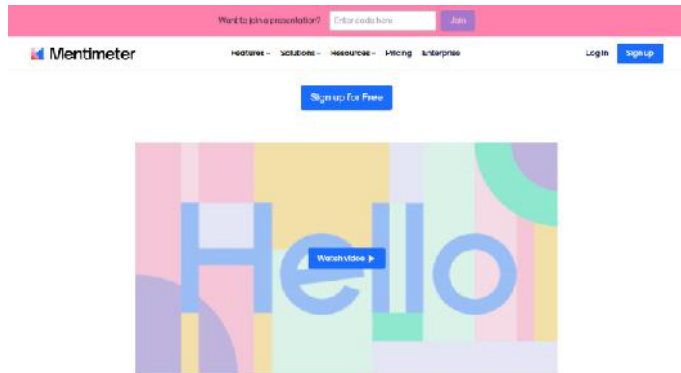 Want to join a presentation? Enter code here Join
Mentimeter Features Solutions Resources Pricing Enterprise Log in Sign up
Sign up for Free
Hello
Watch video